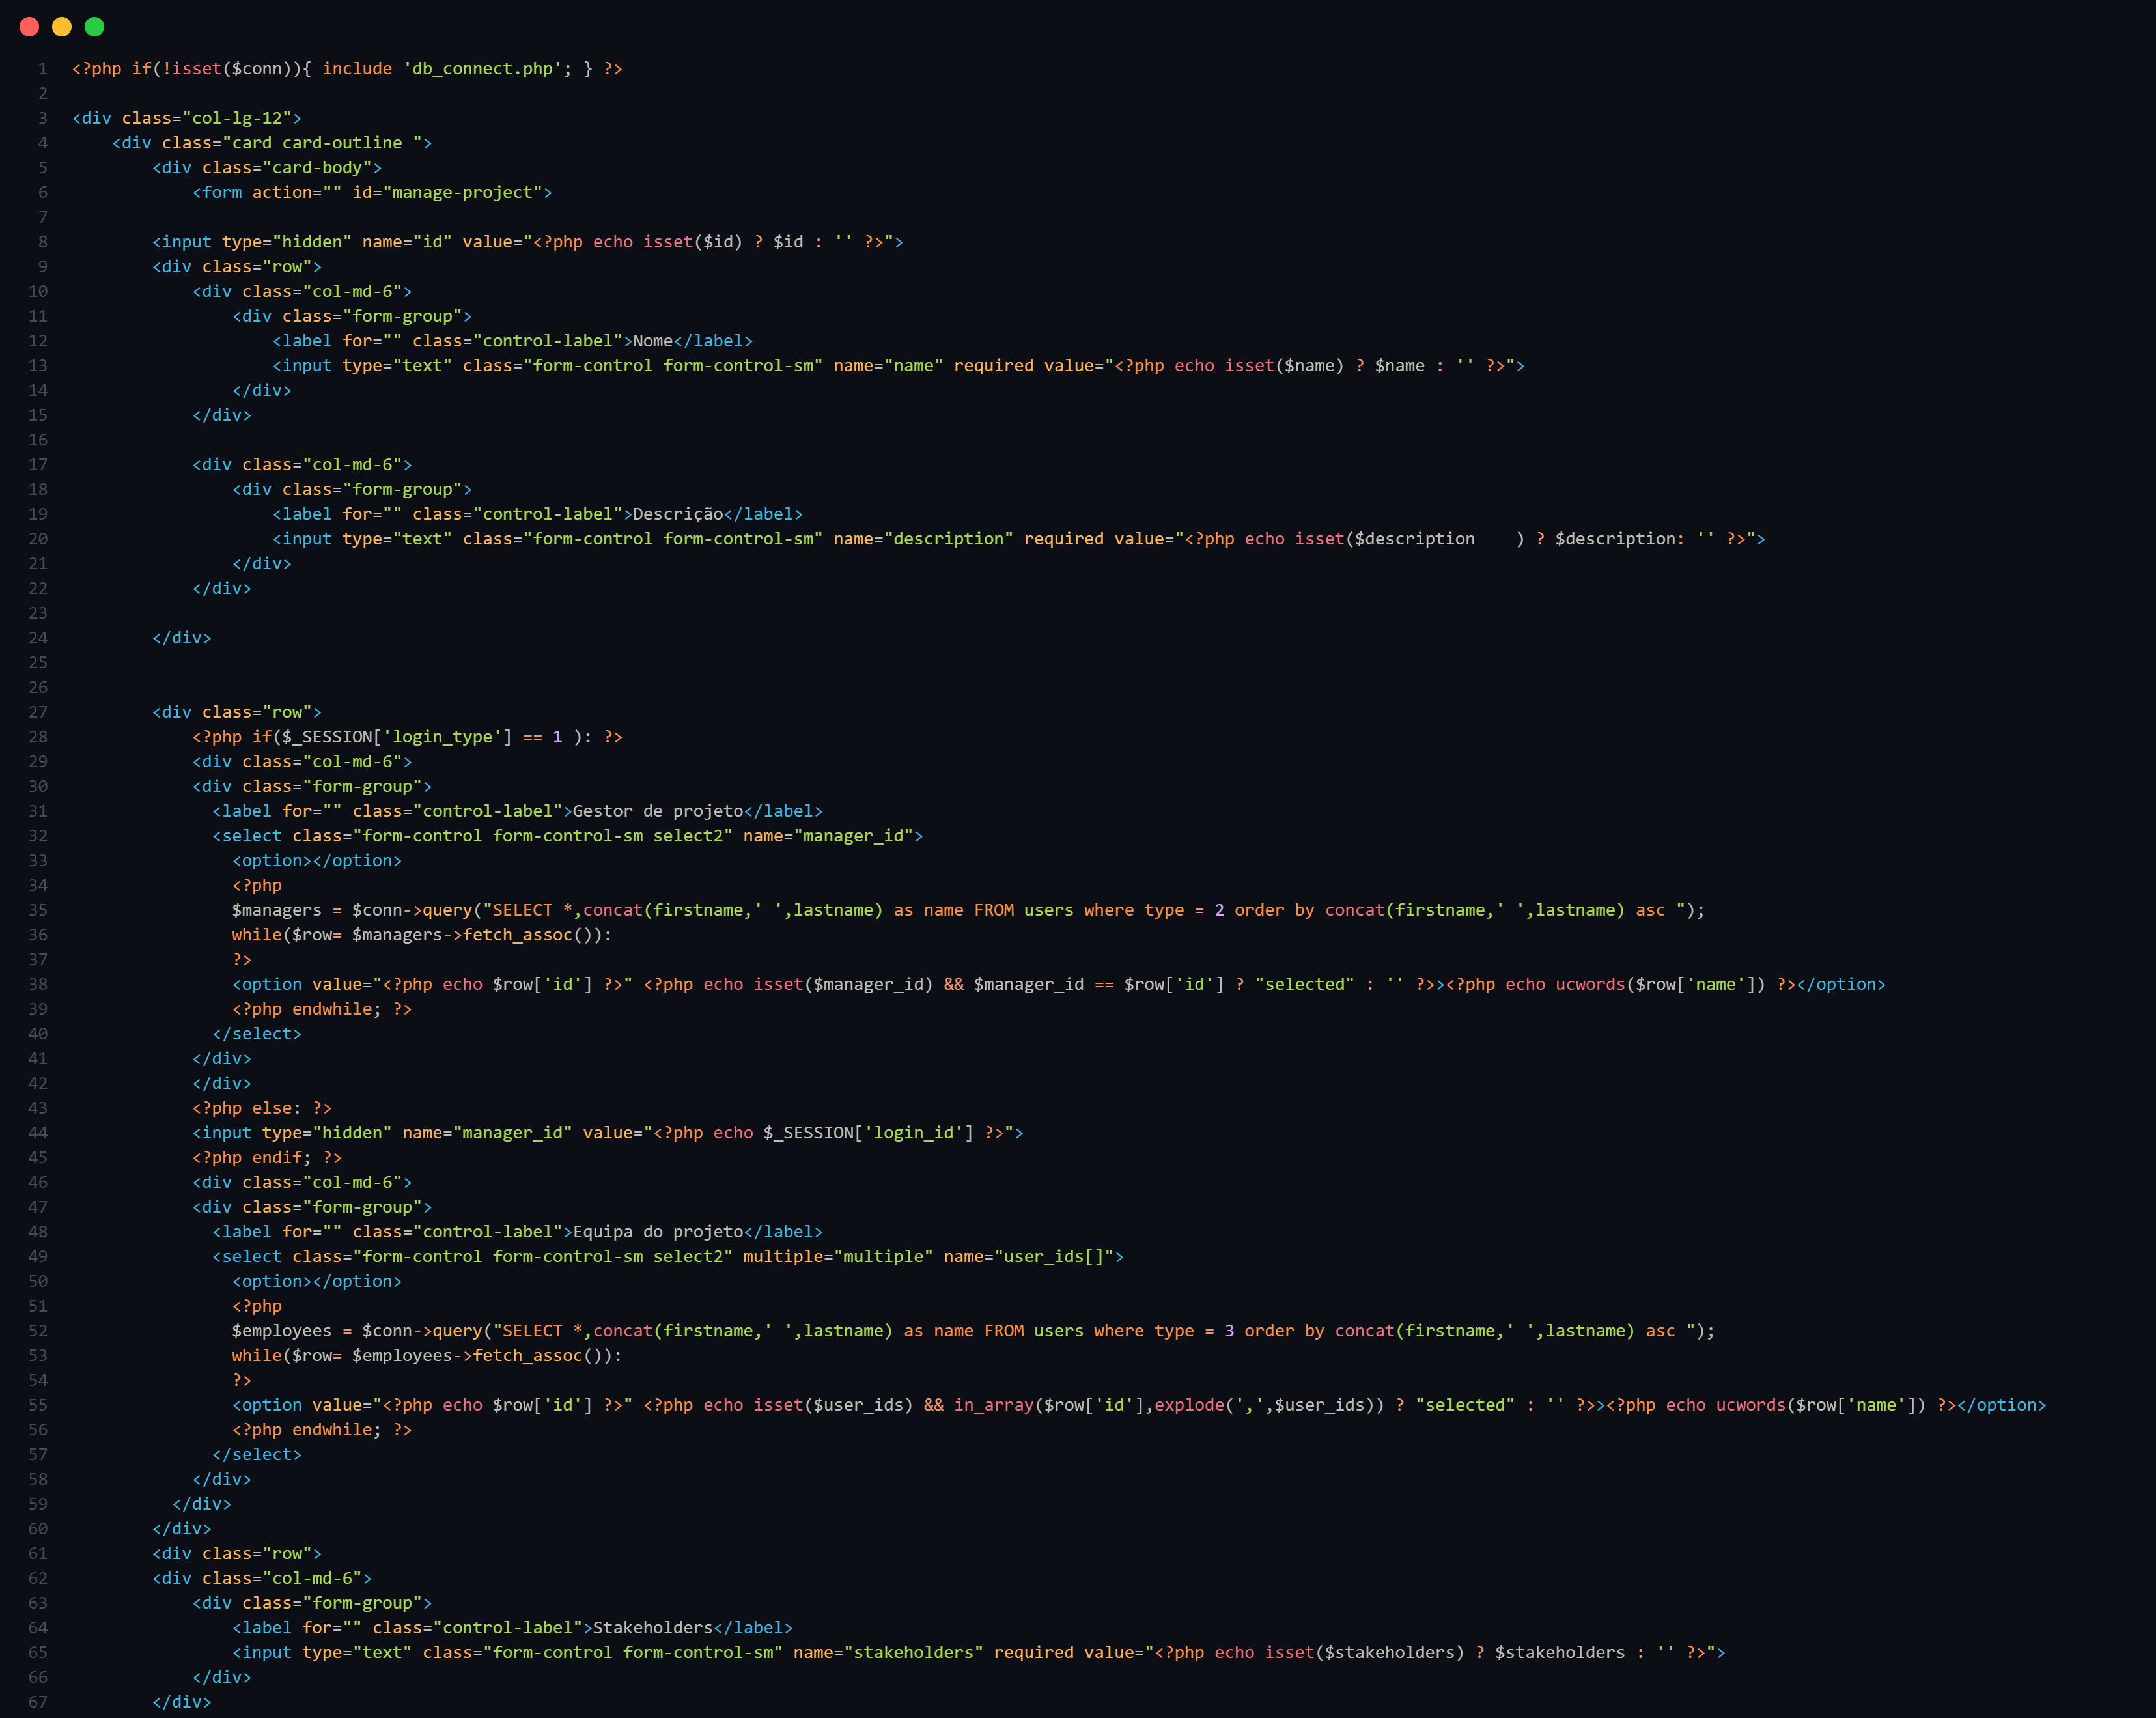 1 <?php if(!isset($conn)){ include 'db_connect.php'; } ?>
2
3 <div class="col-lg-12">
4     <div class="card card-outline ">
5         <div class="card-body">
6             <form action="" id="manage-project">
7
8         <input type="hidden" name="id" value="<?php echo isset($id) ? $id : '' ?>">
9         <div class="row">
10             <div class="col-md-6">
11                 <div class="form-group">
12                     <label for="" class="control-label">Nome</label>
13                     <input type="text" class="form-control form-control-sm" name="name" required value="<?php echo isset($name) ? $name : '' ?>">
14                 </div>
15             </div>
16
17             <div class="col-md-6">
18                 <div class="form-group">
19                     <label for="" class="control-label">Descrição</label>
20                     <input type="text" class="form-control form-control-sm" name="description" required value="<?php echo isset($description    ) ? $description: '' ?>">
21                 </div>
22             </div>
23
24         </div>
25
26
27         <div class="row">
28             <?php if($_SESSION['login_type'] == 1 ): ?>
29             <div class="col-md-6">
30             <div class="form-group">
31               <label for="" class="control-label">Gestor de projeto</label>
32               <select class="form-control form-control-sm select2" name="manager_id">
33                 <option></option>
34                 <?php
35                 $managers = $conn->query("SELECT *,concat(firstname,' ',lastname) as name FROM users where type = 2 order by concat(firstname,' ',lastname) asc ");
36                 while($row= $managers->fetch_assoc()):
37                 ?>
38                 <option value="<?php echo $row['id'] ?>" <?php echo isset($manager_id) && $manager_id == $row['id'] ? "selected" : '' ?>><?php echo ucwords($row['name']) ?></option>
39                 <?php endwhile; ?>
40               </select>
41             </div>
42             </div>
43             <?php else: ?>
44             <input type="hidden" name="manager_id" value="<?php echo $_SESSION['login_id'] ?>">
45             <?php endif; ?>
46             <div class="col-md-6">
47             <div class="form-group">
48               <label for="" class="control-label">Equipa do projeto</label>
49               <select class="form-control form-control-sm select2" multiple="multiple" name="user_ids[]">
50                 <option></option>
51                 <?php
52                 $employees = $conn->query("SELECT *,concat(firstname,' ',lastname) as name FROM users where type = 3 order by concat(firstname,' ',lastname) asc ");
53                 while($row= $employees->fetch_assoc()):
54                 ?>
55                 <option value="<?php echo $row['id'] ?>" <?php echo isset($user_ids) && in_array($row['id'],explode(',',$user_ids)) ? "selected" : '' ?>><?php echo ucwords($row['name']) ?></option>
56                 <?php endwhile; ?>
57               </select>
58             </div>
59           </div>
60         </div>
61         <div class="row">
62         <div class="col-md-6">
63             <div class="form-group">
64                 <label for="" class="control-label">Stakeholders</label>
65                 <input type="text" class="form-control form-control-sm" name="stakeholders" required value="<?php echo isset($stakeholders) ? $stakeholders : '' ?>">
66             </div>
67         </div>